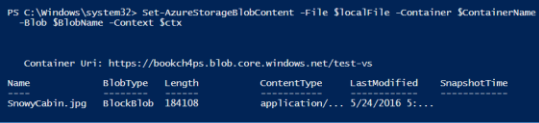 PS C:\Windows\system32> Set-AzureStorageBlobContent -File $localFile -Container $ContainerName
-Blob $BlobName -Context $ctx
Container Uri: https://bookch4ps.blob.core.windows.net/test-vs
Name BlobType Length ContentType LastModified SnapshotTime
---- -------- ------ ----------- ------------ ------------
SnowyCabin.jpg BlockBlob 184108 application/... 5/24/2016 5:...